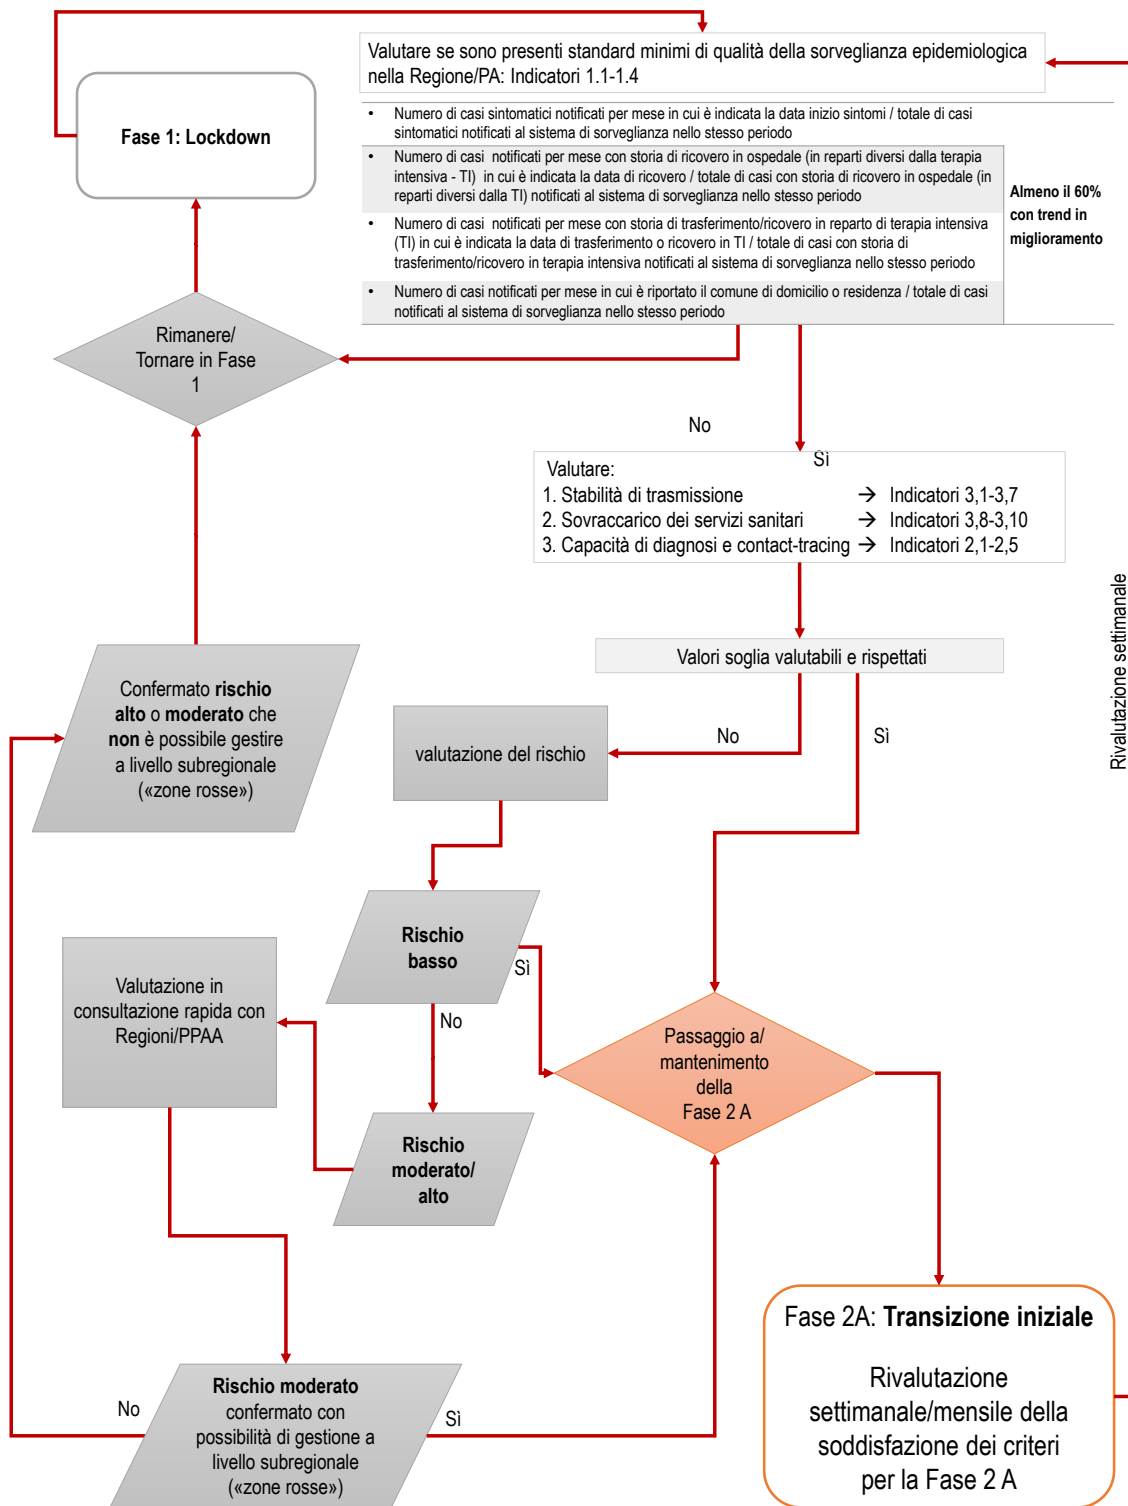 Valutare se sono presenti standard minimi di qualità della sorveglianza epidemiologica
nella Regione/PA: Indicatori 1.1-1.4
Fase 1: Lockdown
• Numero di casi sintomatici notificati per mese in cui è indicata la data inizio sintomi / totale di casi
sintomatici notificati al sistema di sorveglianza nello stesso periodo
• Numero di casi notificati per mese con storia di ricovero in ospedale (in reparti diversi dalla terapia
intensiva - TI) in cui è indicata la data di ricovero / totale di casi con storia di ricovero in ospedale (in
reparti diversi dalla TI) notificati al sistema di sorveglianza nello stesso periodo
• Numero di casi notificati per mese con storia di trasferimento/ricovero in reparto di terapia intensiva
(TI) in cui è indicata la data di trasferimento o ricovero in TI / totale di casi con storia di
trasferimento/ricovero in terapia intensiva notificati al sistema di sorveglianza nello stesso periodo
• Numero di casi notificati per mese in cui è riportato il comune di domicilio o residenza / totale di casi
notificati al sistema di sorveglianza nello stesso periodo
Almeno il 60%
con trend in
miglioramento
Rimanere/
Tornare in Fase
1
No
Sì
Valutare:
1. Stabilità di trasmissione → Indicatori 3,1-3,7
2. Sovraccarico dei servizi sanitari → Indicatori 3,8-3,10
3. Capacità di diagnosi e contact-tracing → Indicatori 2,1-2,5
Rivalutazione settimanale
Valori soglia valutabili e rispettati
Confermato rischio
alto o moderato che
non è possibile gestire
a livello subregionale
(«zone rosse»)
No
Sì
valutazione del rischio
Rischio
basso
Sì
No
Valutazione in
consultazione rapida con
Regioni/PPAA
Passaggio a/
mantenimento
della
Fase 2 A
Rischio
moderato/
alto
Fase 2A: Transizione iniziale
Rivalutazione
settimanale/mensile della
soddisfazione dei criteri
per la Fase 2 A
No
Rischio moderato
confermato con
possibilità di gestione a
livello subregionale
(«zone rosse»)
Sì